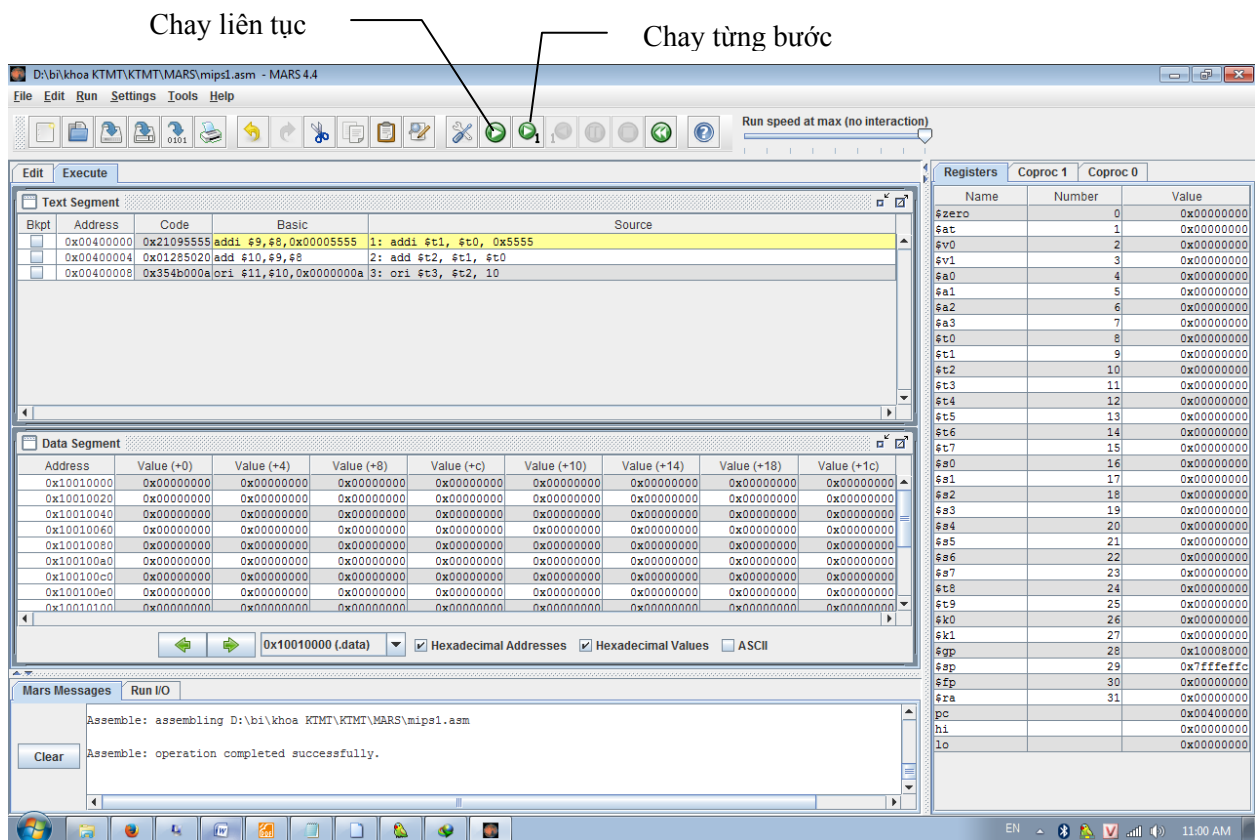 Chay liên tục
Chay từng bước
D:\bi\khoa KTMT\KTMT\MARS\mips1.asm - MARS 4.4
File Edit Run Settings Tools Help
Run speed at max (no interaction)
Edit Execute
Text Segment
Bkpt Address Code Basic Source
0x00400000 0x21095555 addi $9,$8,0x00005555 1: addi $t1, $t0, 0x5555
0x00400004 0x01285020 add $10,$9,$8 2: add $t2, $t1, $t0
0x00400008 0x354b000a ori $11,$10,0x0000000a 3: ori $t3, $t2, 10
Data Segment
Address Value (+0) Value (+4) Value (+8) Value (+c) Value (+10) Value (+14) Value (+18) Value (+1c)
0x10010000 0x00000000 0x00000000 0x00000000 0x00000000 0x00000000 0x00000000 0x00000000 0x00000000
0x10010020 0x00000000 0x00000000 0x00000000 0x00000000 0x00000000 0x00000000 0x00000000 0x00000000
0x10010040 0x00000000 0x00000000 0x00000000 0x00000000 0x00000000 0x00000000 0x00000000 0x00000000
0x10010060 0x00000000 0x00000000 0x00000000 0x00000000 0x00000000 0x00000000 0x00000000 0x00000000
0x10010080 0x00000000 0x00000000 0x00000000 0x00000000 0x00000000 0x00000000 0x00000000 0x00000000
0x100100a0 0x00000000 0x00000000 0x00000000 0x00000000 0x00000000 0x00000000 0x00000000 0x00000000
0x100100c0 0x00000000 0x00000000 0x00000000 0x00000000 0x00000000 0x00000000 0x00000000 0x00000000
0x100100e0 0x00000000 0x00000000 0x00000000 0x00000000 0x00000000 0x00000000 0x00000000 0x00000000
0x10010100 0x00000000 0x00000000 0x00000000 0x00000000 0x00000000 0x00000000 0x00000000 0x00000000
0x10010000 (.data) Hexadecimal Addresses Hexadecimal Values ASCII
Mars Messages Run I/O
Assemble: assembling D:\bi\khoa KTMT\KTMT\MARS\mips1.asm
Assemble: operation completed successfully.
Clear
Registers Coproc 1 Coproc 0
Name Number Value
$zero 0 0x00000000
$at 1 0x00000000
$v0 2 0x00000000
$v1 3 0x00000000
$a0 4 0x00000000
$a1 5 0x00000000
$a2 6 0x00000000
$a3 7 0x00000000
$t0 8 0x00000000
$t1 9 0x00000000
$t2 10 0x00000000
$t3 11 0x00000000
$t4 12 0x00000000
$t5 13 0x00000000
$t6 14 0x00000000
$t7 15 0x00000000
$s0 16 0x00000000
$s1 17 0x00000000
$s2 18 0x00000000
$s3 19 0x00000000
$s4 20 0x00000000
$s5 21 0x00000000
$s6 22 0x00000000
$s7 23 0x00000000
$t8 24 0x00000000
$t9 25 0x00000000
$k0 26 0x00000000
$k1 27 0x00000000
$gp 28 0x10008000
$sp 29 0x7fffeffc
$fp 30 0x00000000
$ra 31 0x00000000
pc 0x00400000
hi 0x00000000
lo 0x00000000
EN 11:00 AM